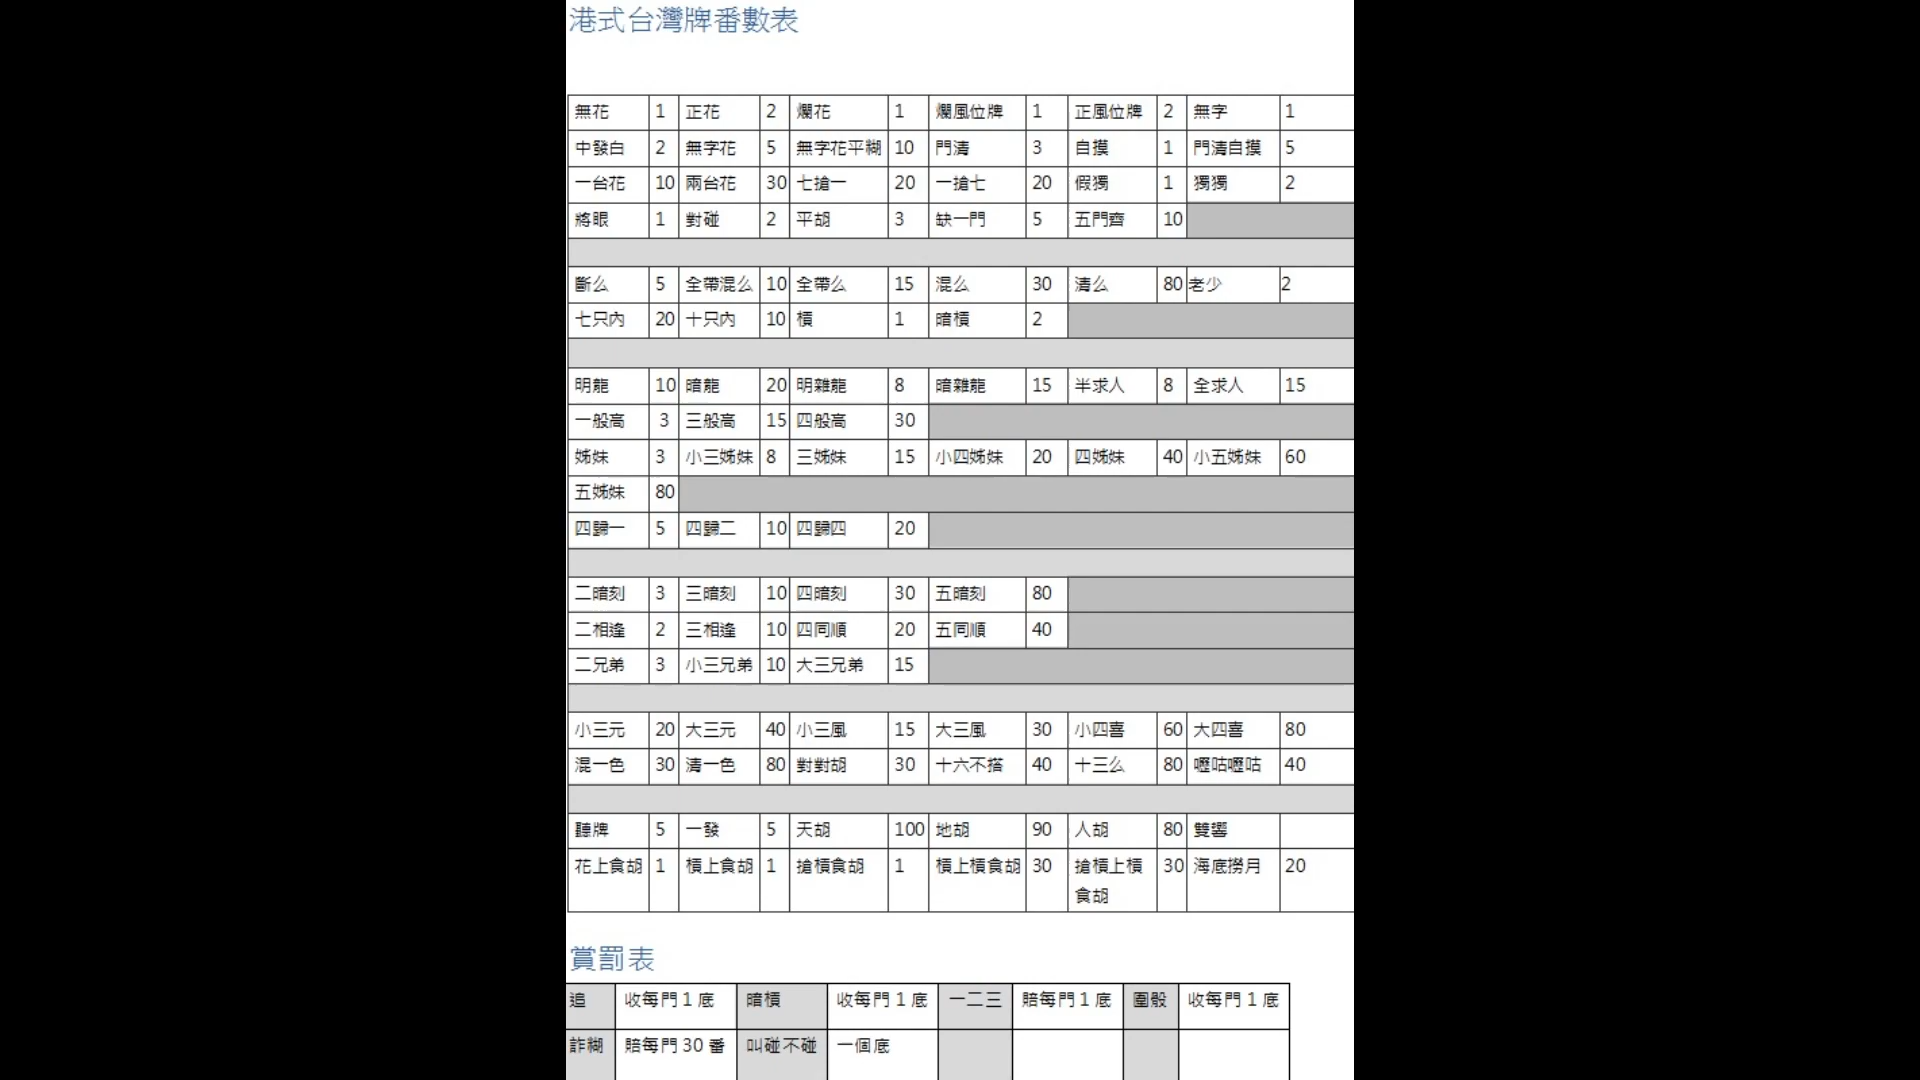 港式台灣牌番數表
無花 1 正花 2 爛花 1 爛風位牌 1 正風位牌 2 無字 1
中發白 2 無字花 5 無字花平糊 10 門清 3 自摸 1 門清自摸 5
一台花 10 兩台花 30 七搶一 20 一搶七 20 假獨 1 獨獨 2
將眼 1 對碰 2 平胡 3 缺一門 5 五門齊 10
斷么 5 全帶混么 10 全帶么 15 混么 30 清么 80 老少 2
七只內 20 十只內 10 槓 1 暗槓 2
明龍 10 暗龍 20 明雜龍 8 暗雜龍 15 半求人 8 全求人 15
一般高 3 三般高 15 四般高 30
姊妹 3 小三姊妹 8 三姊妹 15 小四姊妹 20 四姊妹 40 小五姊妹 60
五姊妹 80
四歸一 5 四歸二 10 四歸四 20
二暗刻 3 三暗刻 10 四暗刻 30 五暗刻 80
二相逢 2 三相逢 10 四同順 20 五同順 40
二兄弟 3 小三兄弟 10 大三兄弟 15
小三元 20 大三元 40 小三風 15 大三風 30 小四喜 60 大四喜 80
混一色 30 清一色 80 對對胡 30 十六不搭 40 十三么 80 嚦咕嚦咕 40
聽牌 5 一發 5 天胡 100 地胡 90 人胡 80 雙響
花上食胡 1 槓上食胡 1 搶槓食胡 1 槓上槓食胡 30 搶槓上槓 30 海底撈月 20
食胡
賞罰表
追 收每門 1 底 暗槓 收每門 1 底 一二三 賠每門 1 底 圍骰 收每門 1 底
詐糊 賠每門 30 番 叫碰不碰 一個底